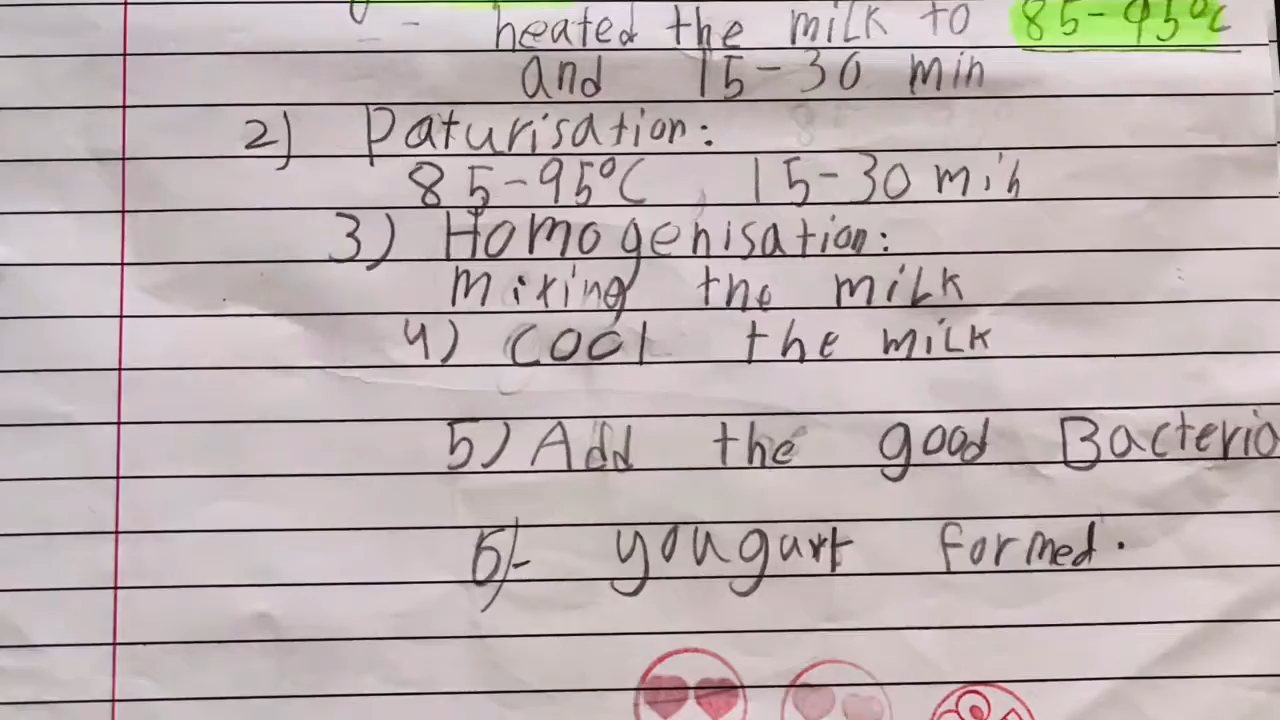 heated the milk to 85-95°C
and 15-30 min
2) Paturisation:
85-95°C, 15-30 min
3) Homogenisation:
Mixing the milk
4) cool the milk
5) Add the good Bacteria
6)- yougurt formed.